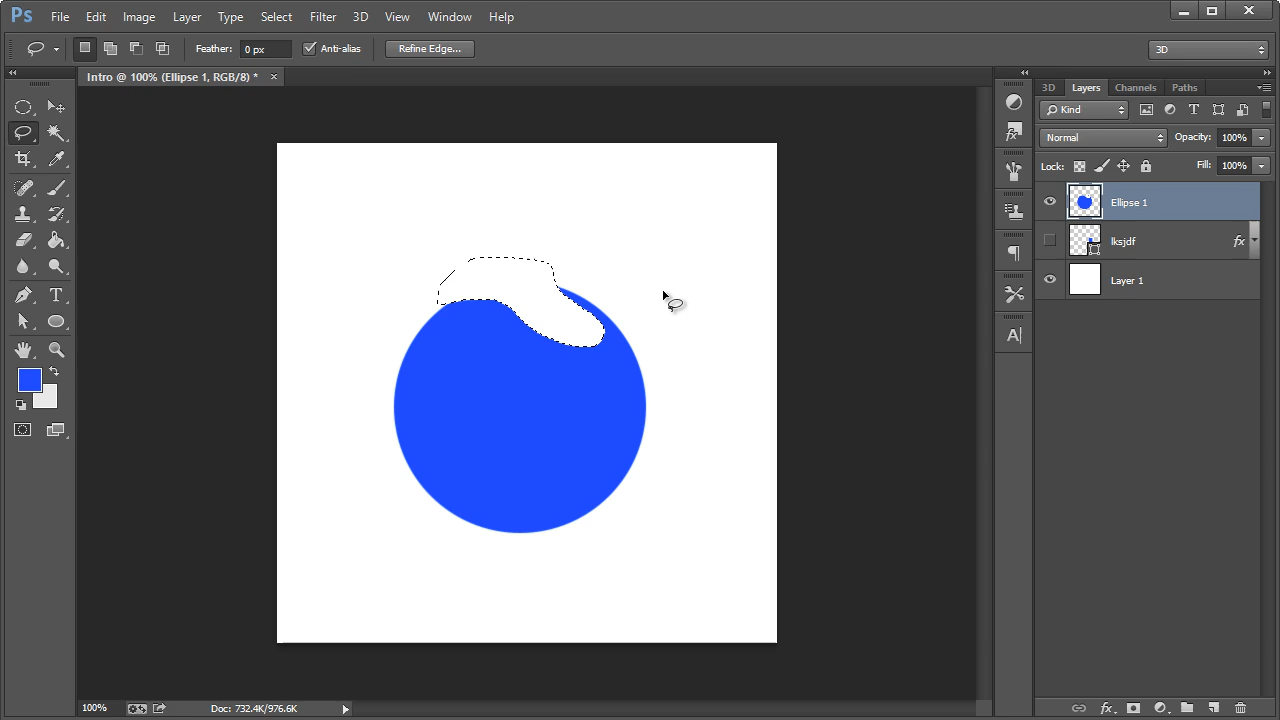 Ps File Edit Image Layer Type Select Filter 3D View Window Help
Feather: 0 px Anti-alias Refine Edge... 3D
Intro @ 100% (Ellipse 1, RGB/8) * ×
3D Layers Channels Paths
Kind
Normal Opacity: 100%
Lock: Fill: 100%
Ellipse 1
lksjdf fx
Layer 1
100% Doc: 732.4K/976.6K